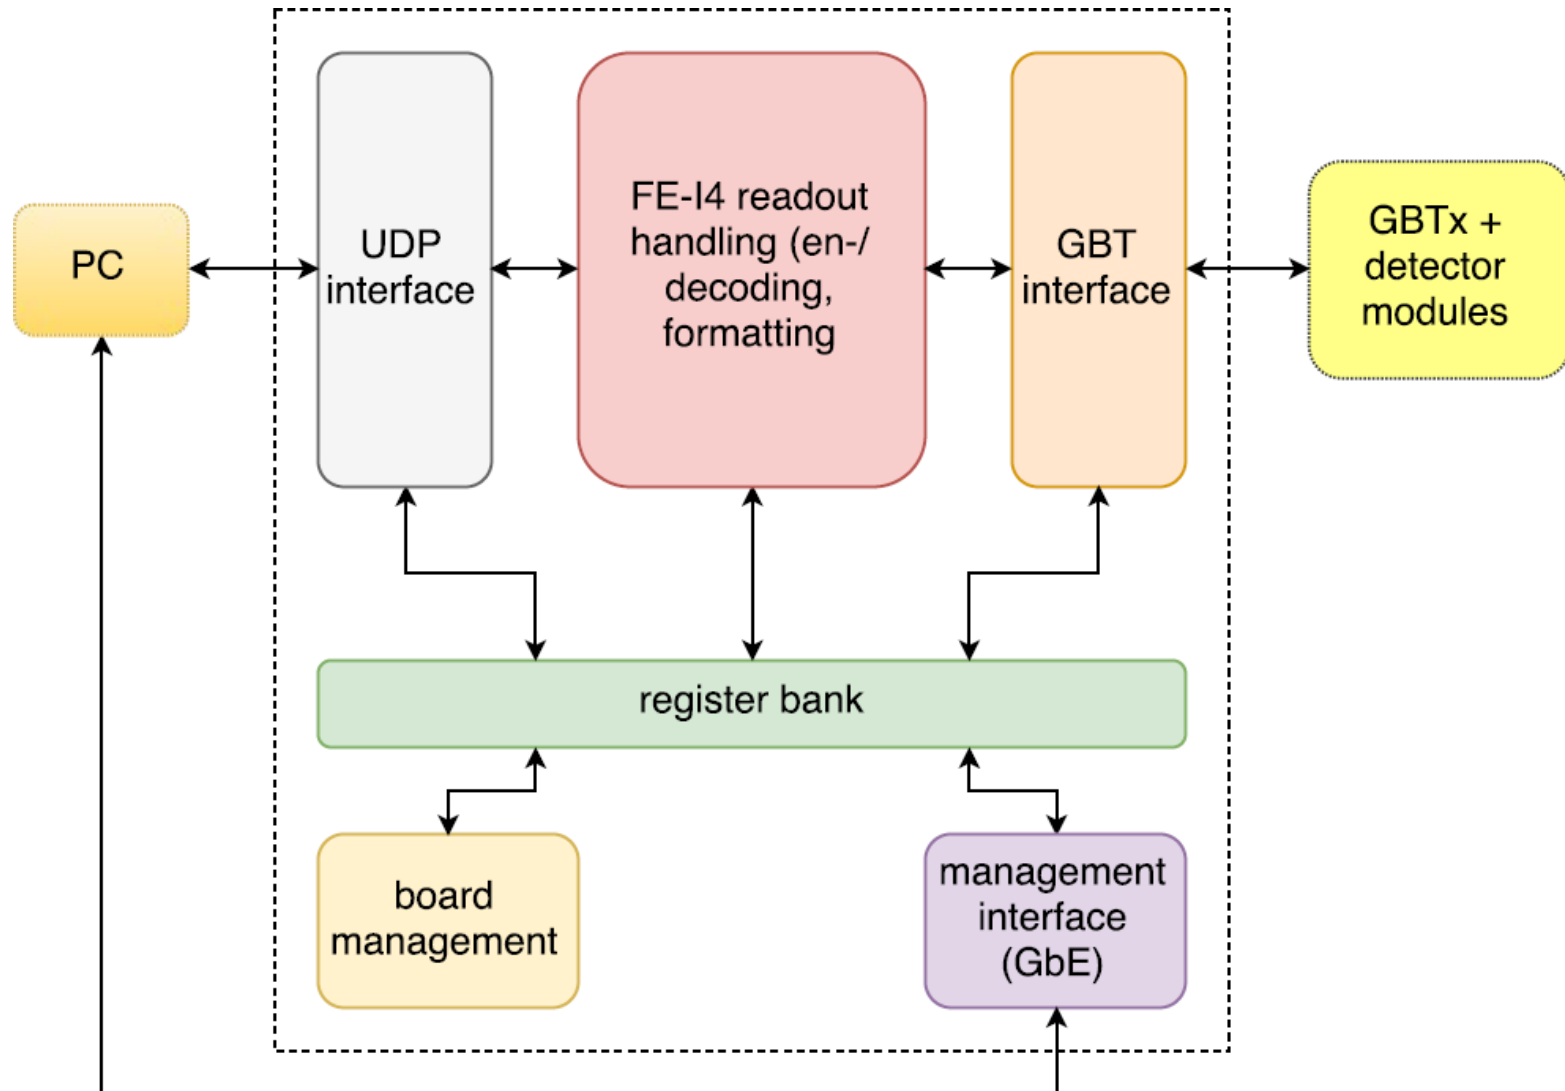 PC
UDP
interface
FE-I4 readout
handling (en-/
decoding,
formatting
GBT
interface
GBTx +
detector
modules
register bank
board
management
management
interface
(GbE)